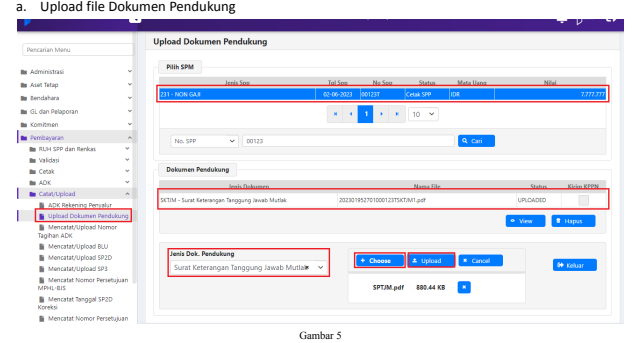 a. Upload file Dokumen Pendukung
Upload Dokumen Pendukung
Pencarian Menu
Administrasi
Aset Tetap
Bendahara
GL dan Pelaporan
Komitmen
Pembayaran
RUH SPP dan Renkas
Validasi
Cetak
ADK
Catat/Upload
ADK Rekening Penyalur
Upload Dokumen Pendukung
Mencatat/Upload Nomor
Tagihan ADK
Mencatat/Upload BLU
Mencatat/Upload SP2D
Mencatat/Upload SP3
Mencatat Nomor Persetujuan
MPHL-BJS
Mencatat Tanggal SP2D
Koreksi
Mencatat Nomor Persetujuan
Pilih SPM
Jenis Spp Tgl Spp No Spp Status Mata Uang Nilai
231 - NON GAJI 02-06-2023 00123T Cetak SPP IDR 7.777.777
1 10
No. SPP 00123 Cari
Dokumen Pendukung
Jenis Dokumen Nama File Status Kirim KPPN
SKTJM - Surat Keterangan Tanggung Jawab Mutlak 202301952701000123TSKTJM1.pdf UPLOADED
View Hapus
Jenis Dok. Pendukung
Surat Keterangan Tanggung Jawab Mutlak
Choose Upload Cancel
Keluar
SPTJM.pdf 880.44 KB
Gambar 5